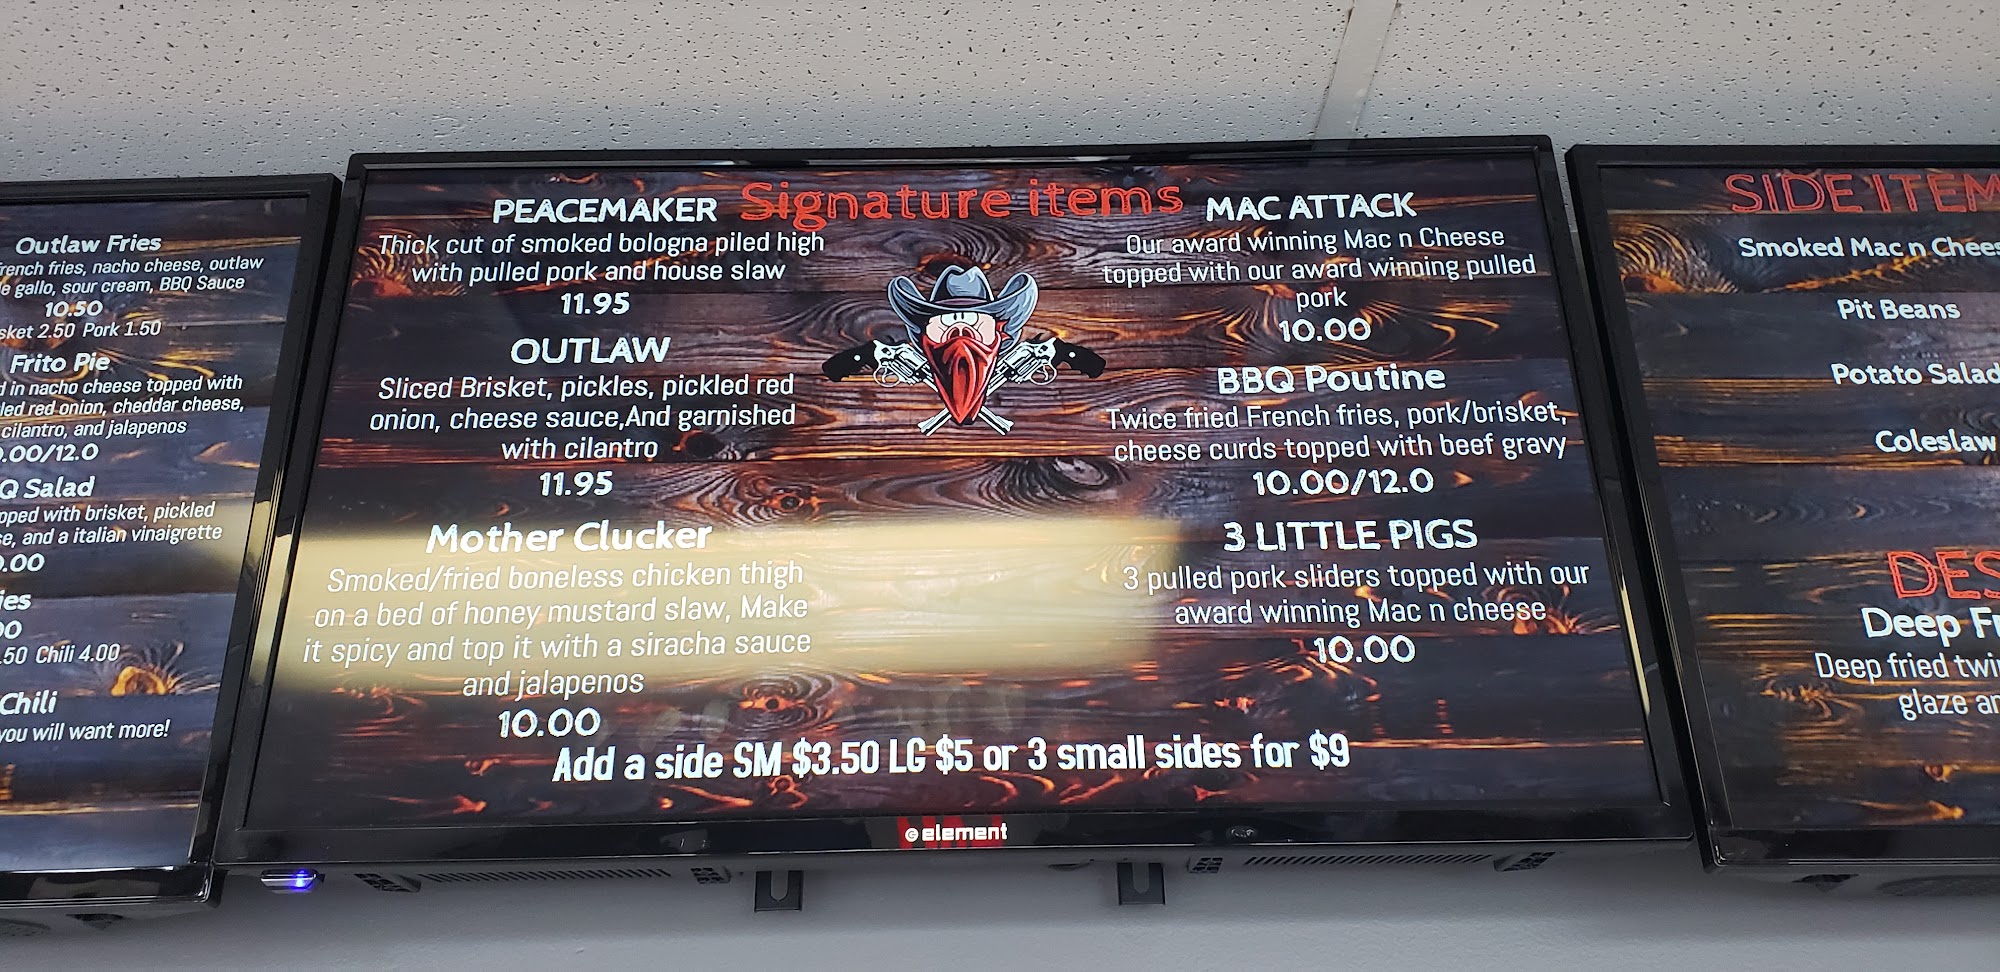 Outlaw Fries
french fries, nacho cheese, outlaw
gallo, sour cream, BBQ Sauce
10.50
2.50 Pork 1.50
Frito Pie
in nacho cheese topped with
red onion, cheddar cheese,
cilantro, and jalapenos
/12.0
Salad
with brisket, pickled
and a italian vinaigrette
.50 Chili 4.00
Chili
you will want more!
Signature items
PEACEMAKER
Thick cut of smoked bologna piled high
with pulled pork and house slaw
11.95
OUTLAW
Sliced Brisket, pickles, pickled red
onion, cheese sauce,And garnished
with cilantro
11.95
Mother Clucker
Smoked/fried boneless chicken thigh
on a bed of honey mustard slaw, Make
it spicy and top it with a siracha sauce
and jalapenos
10.00
MAC ATTACK
Our award winning Mac n Cheese
topped with our award winning pulled
pork
10.00
BBQ Poutine
Twice fried French fries, pork/brisket,
cheese curds topped with beef gravy
10.00/12.0
3 LITTLE PIGS
3 pulled pork sliders topped with our
award winning Mac n cheese
10.00
Add a side SM $3.50 LG $5 or 3 small sides for $9
element
SIDE ITEM
Smoked Mac n Chees
Pit Beans
Potato Salad
Coleslaw
DES
Deep F
Deep fried twi
glaze